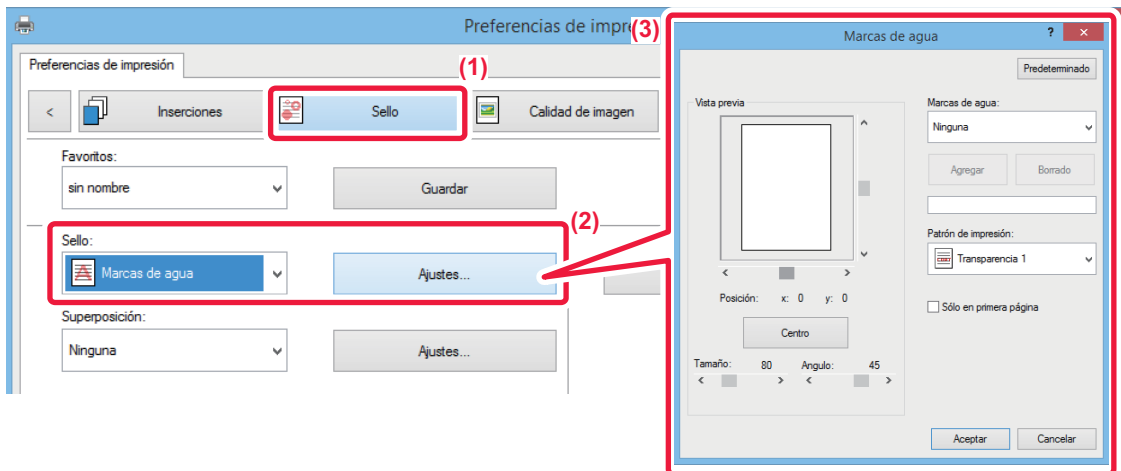 Preferencias de impre
Preferencias de impresión
(1)
<
Inserciones
Sello
Calidad de imagen
Favoritos:
sin nombre
Guardar
(2)
Sello:
Marcas de agua
Ajustes...
Superposición:
Ninguna
Ajustes...
(3)
Marcas de agua
?
×
Predeterminado
Vista previa
Posición: x: 0 y: 0
Centro
Tamaño: 80 Angulo: 45
< > < >
Marcas de agua:
Ninguna
Agregar
Borrado
Patrón de impresión:
Transparencia 1
Sólo en primera página
Aceptar
Cancelar